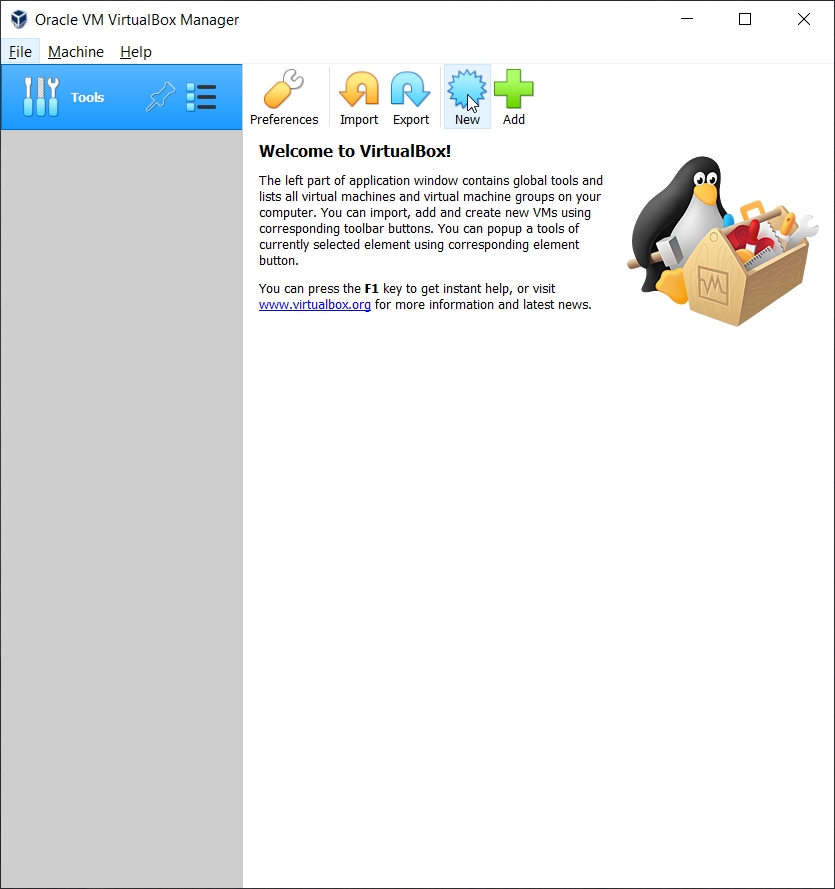 Oracle VM VirtualBox Manager
File Machine Help
Tools
Preferences Import Export New Add
Welcome to VirtualBox!
The left part of application window contains global tools and
lists all virtual machines and virtual machine groups on your
computer. You can import, add and create new VMs using
corresponding toolbar buttons. You can popup a tools of
currently selected element using corresponding element
button.
You can press the F1 key to get instant help, or visit
www.virtualbox.org for more information and latest news.